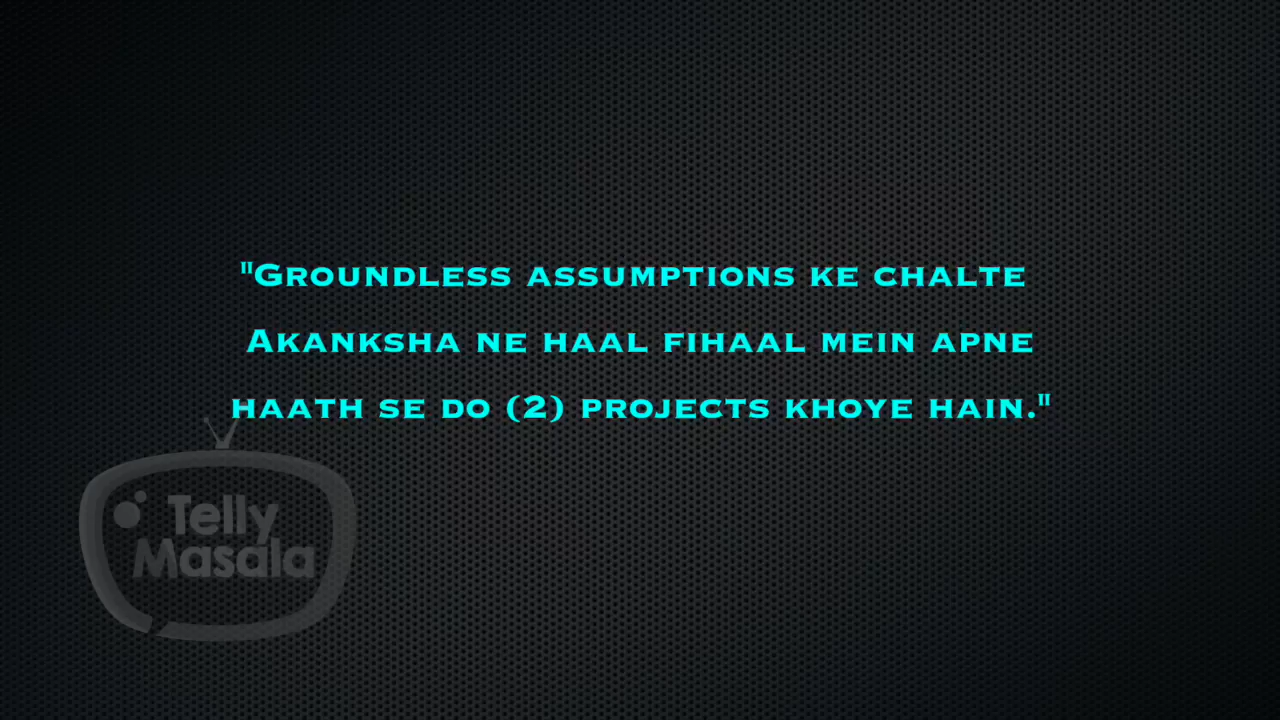 "Groundless assumptions ke chalte
Akanksha ne haal fihaal mein apne
haath se do (2) projects khoye hain."
Telly
Masala